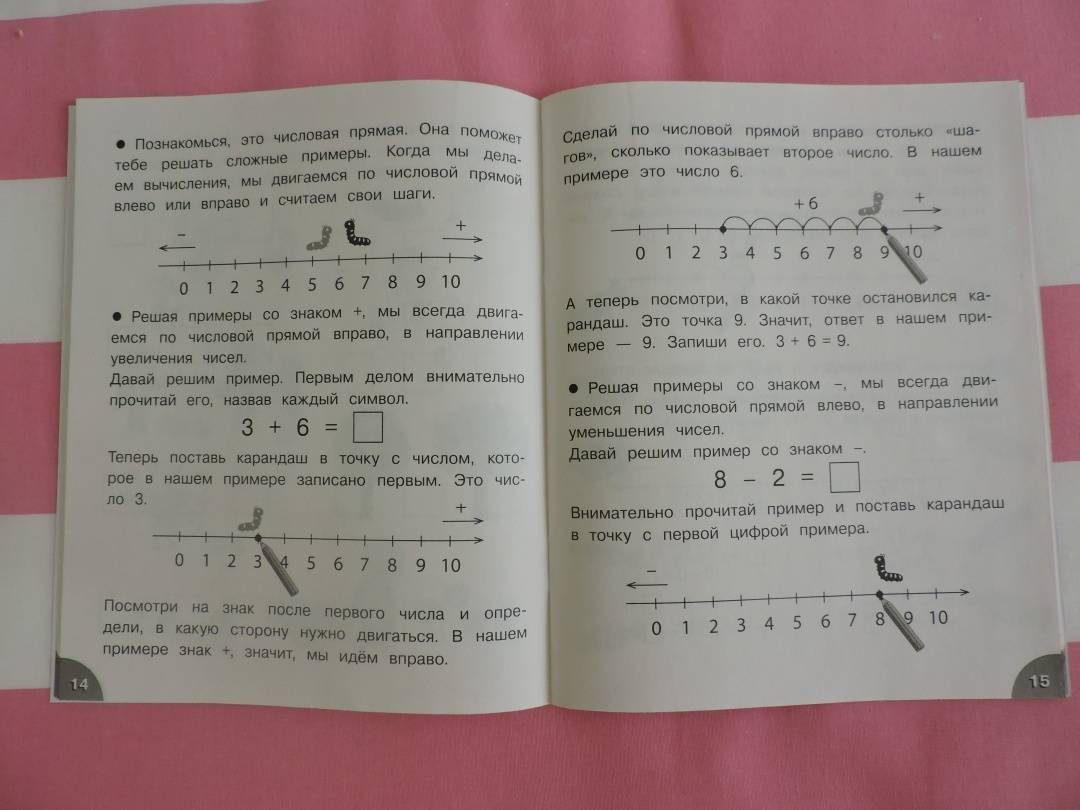 ● Познакомься, это числовая прямая. Она поможет
тебе решать сложные примеры. Когда мы дела-
ем вычисления, мы двигаемся по числовой прямой
влево или вправо и считаем свои шаги.
– +
0 1 2 3 4 5 6 7 8 9 10
● Решая примеры со знаком +, мы всегда двига-
емся по числовой прямой вправо, в направлении
увеличения чисел.
Давай решим пример. Первым делом внимательно
прочитай его, назвав каждый символ.
3 + 6 =
Теперь поставь карандаш в точку с числом, кото-
рое в нашем примере записано первым. Это чис-
ло 3.
+
0 1 2 3 4 5 6 7 8 9 10
Посмотри на знак после первого числа и опре-
дели, в какую сторону нужно двигаться. В нашем
примере знак +, значит, мы идём вправо.
14
Сделай по числовой прямой вправо столько «ша-
гов», сколько показывает второе число. В нашем
примере это число 6.
+6 +
0 1 2 3 4 5 6 7 8 9 10
А теперь посмотри, в какой точке остановился ка-
рандаш. Это точка 9. Значит, ответ в нашем при-
мере — 9. Запиши его. 3 + 6 = 9.
● Решая примеры со знаком –, мы всегда дви-
гаемся по числовой прямой влево, в направлении
уменьшения чисел.
Давай решим пример со знаком –.
8 – 2 =
Внимательно прочитай пример и поставь карандаш
в точку с первой цифрой примера.
–
0 1 2 3 4 5 6 7 8 9 10
15